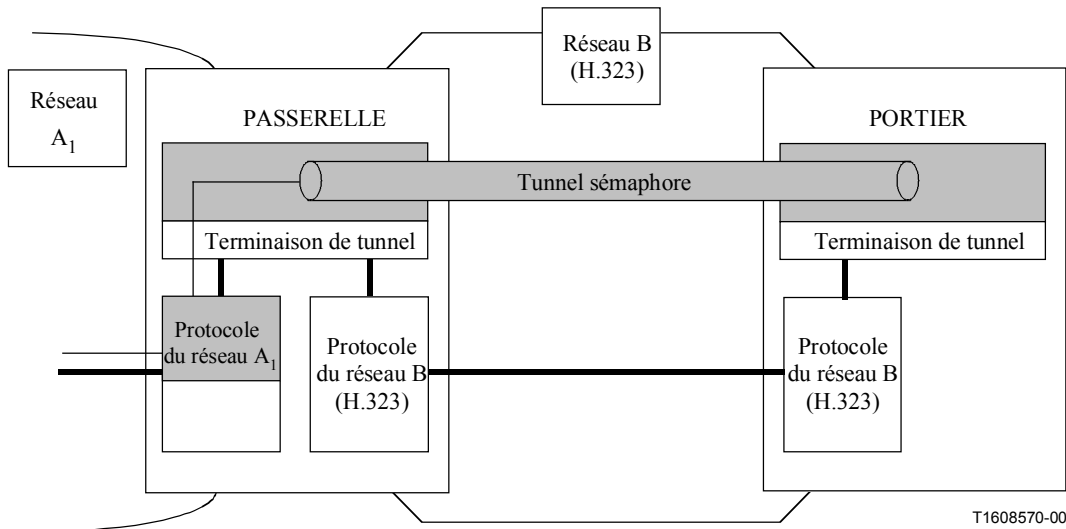 Réseau B
(H.323)
Réseau
A1
PASSERELLE
PORTIER
Tunnel sémaphore
Terminaison de tunnel
Terminaison de tunnel
Protocole
du réseau A1
Protocole
du réseau B
(H.323)
Protocole
du réseau B
(H.323)
T1608570-00